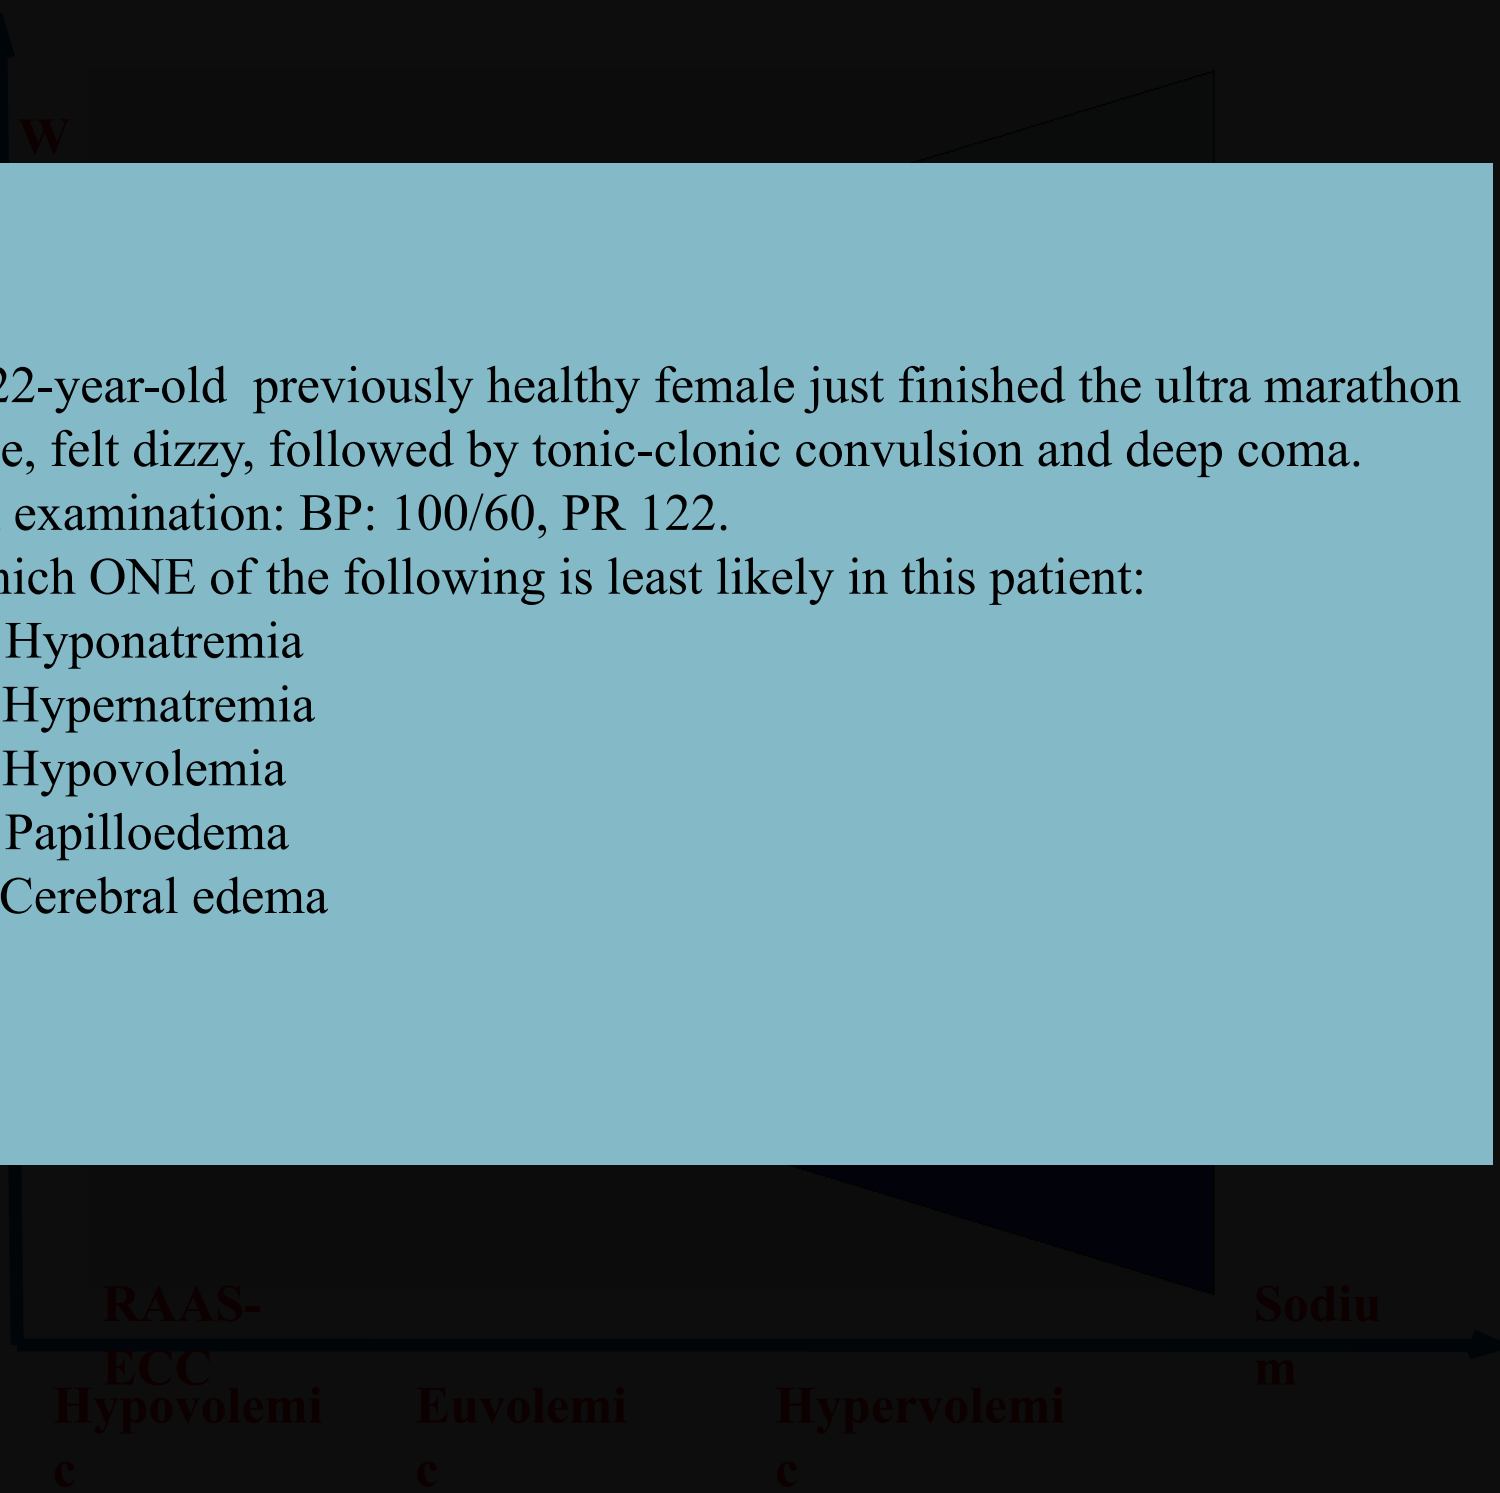 W
22-year-old previously healthy female just finished the ultra marathon
e, felt dizzy, followed by tonic-clonic convulsion and deep coma.
examination: BP: 100/60, PR 122.
hich ONE of the following is least likely in this patient:
Hyponatremia
Hypernatremia
Hypovolemia
Papilloedema
Cerebral edema
RAAS-
ECC
Sodiu
m
Hypovolemi
c
Euvolemi
c
Hypervolemi
c